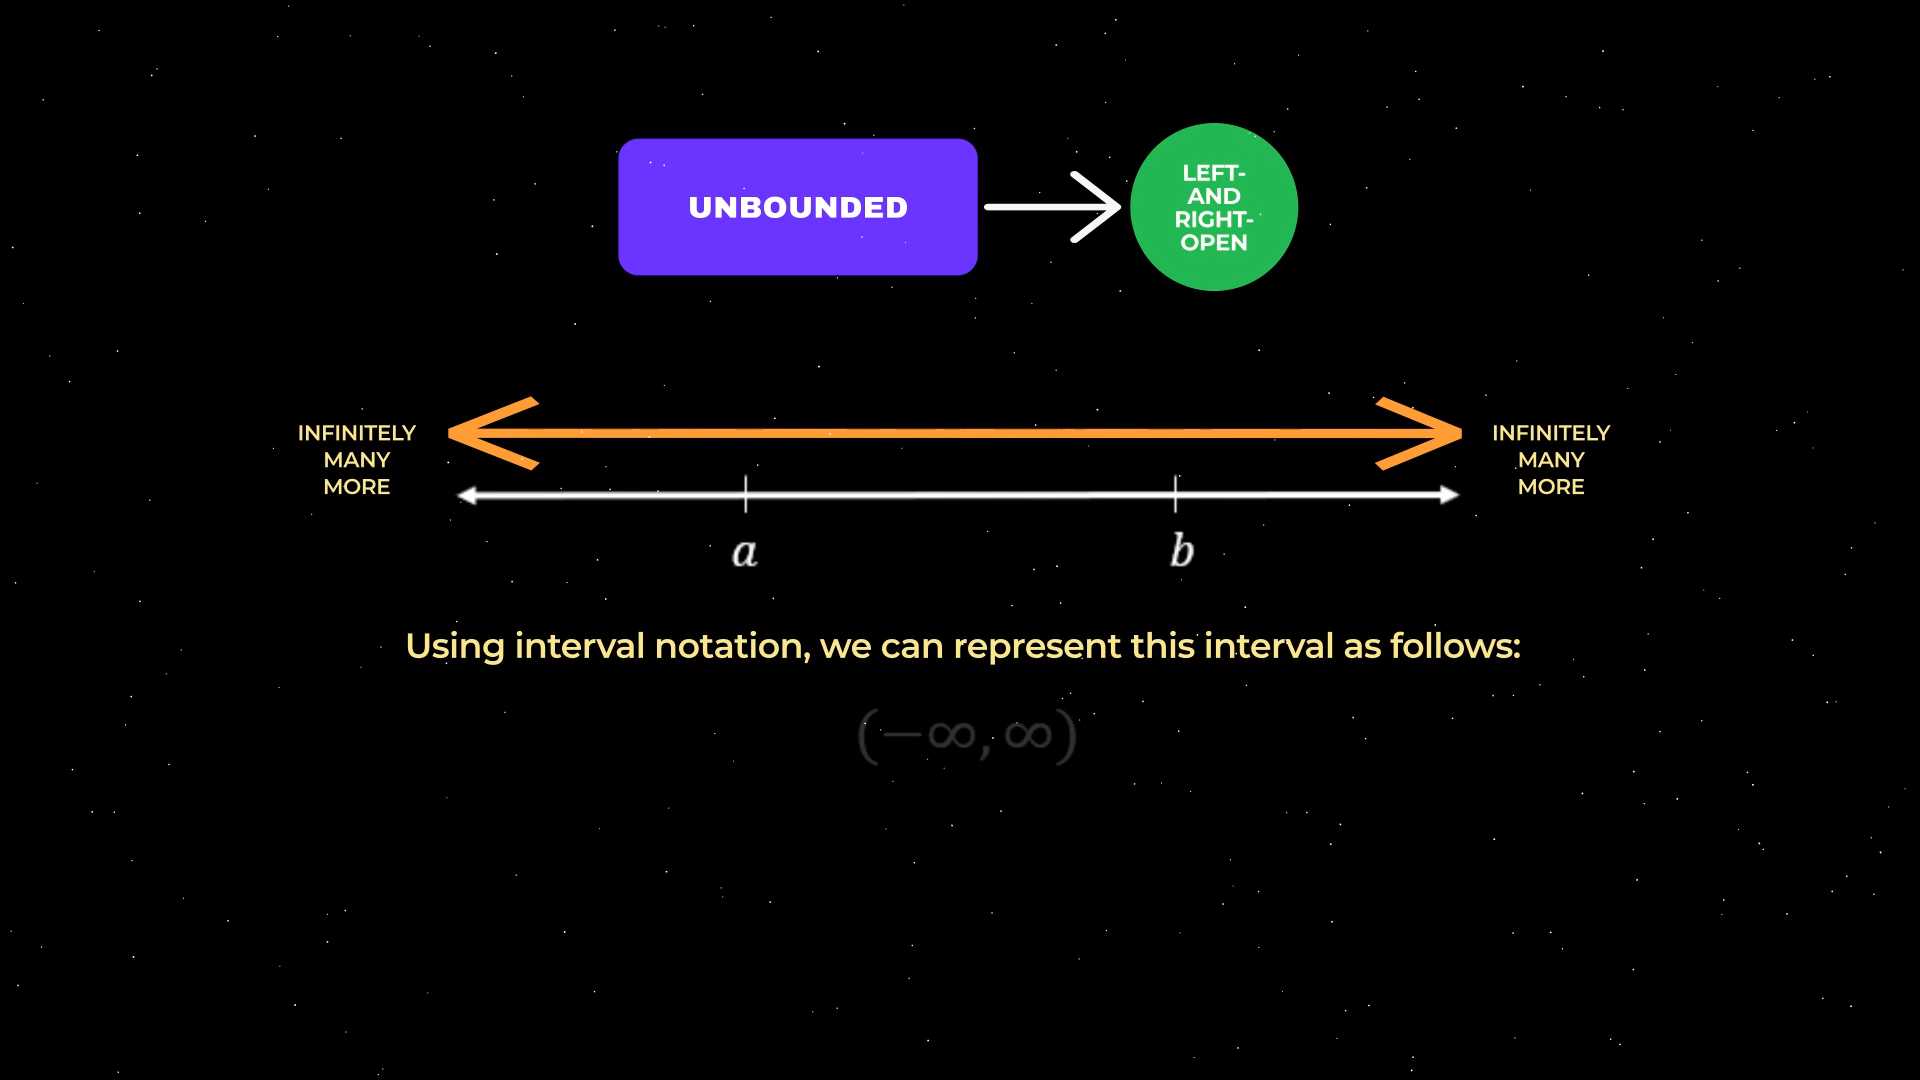 UNBOUNDED
LEFT-
AND
RIGHT-
OPEN
INFINITELY
MANY
MORE
INFINITELY
MANY
MORE
a
b
Using interval notation, we can represent this interval as follows:
(−∞, ∞)